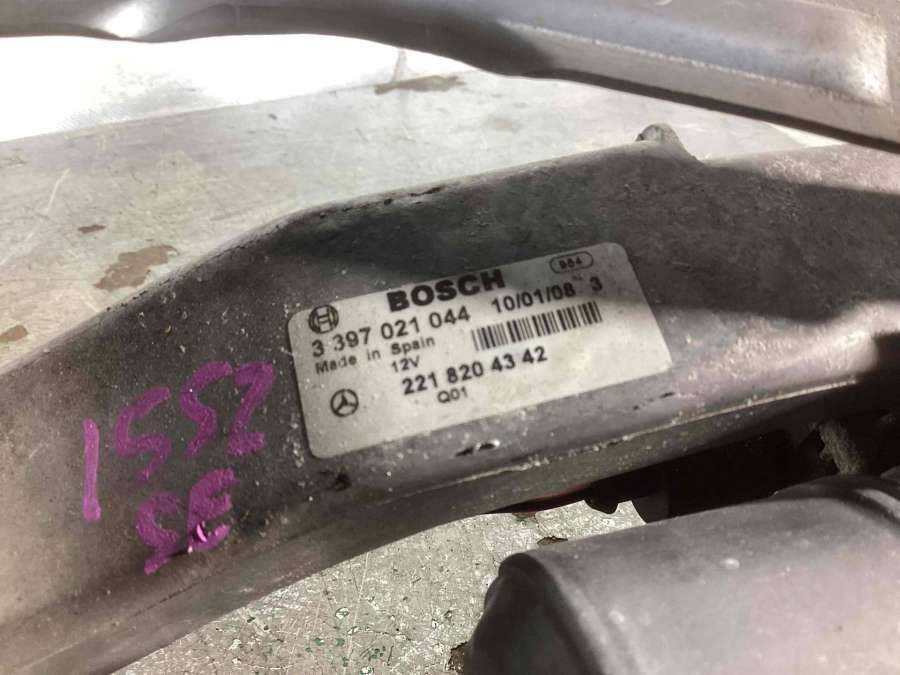 984
BOSCH
3 397 021 044 10/01/08 3
Made in Spain
12V
221 820 43 42
Q01
1552